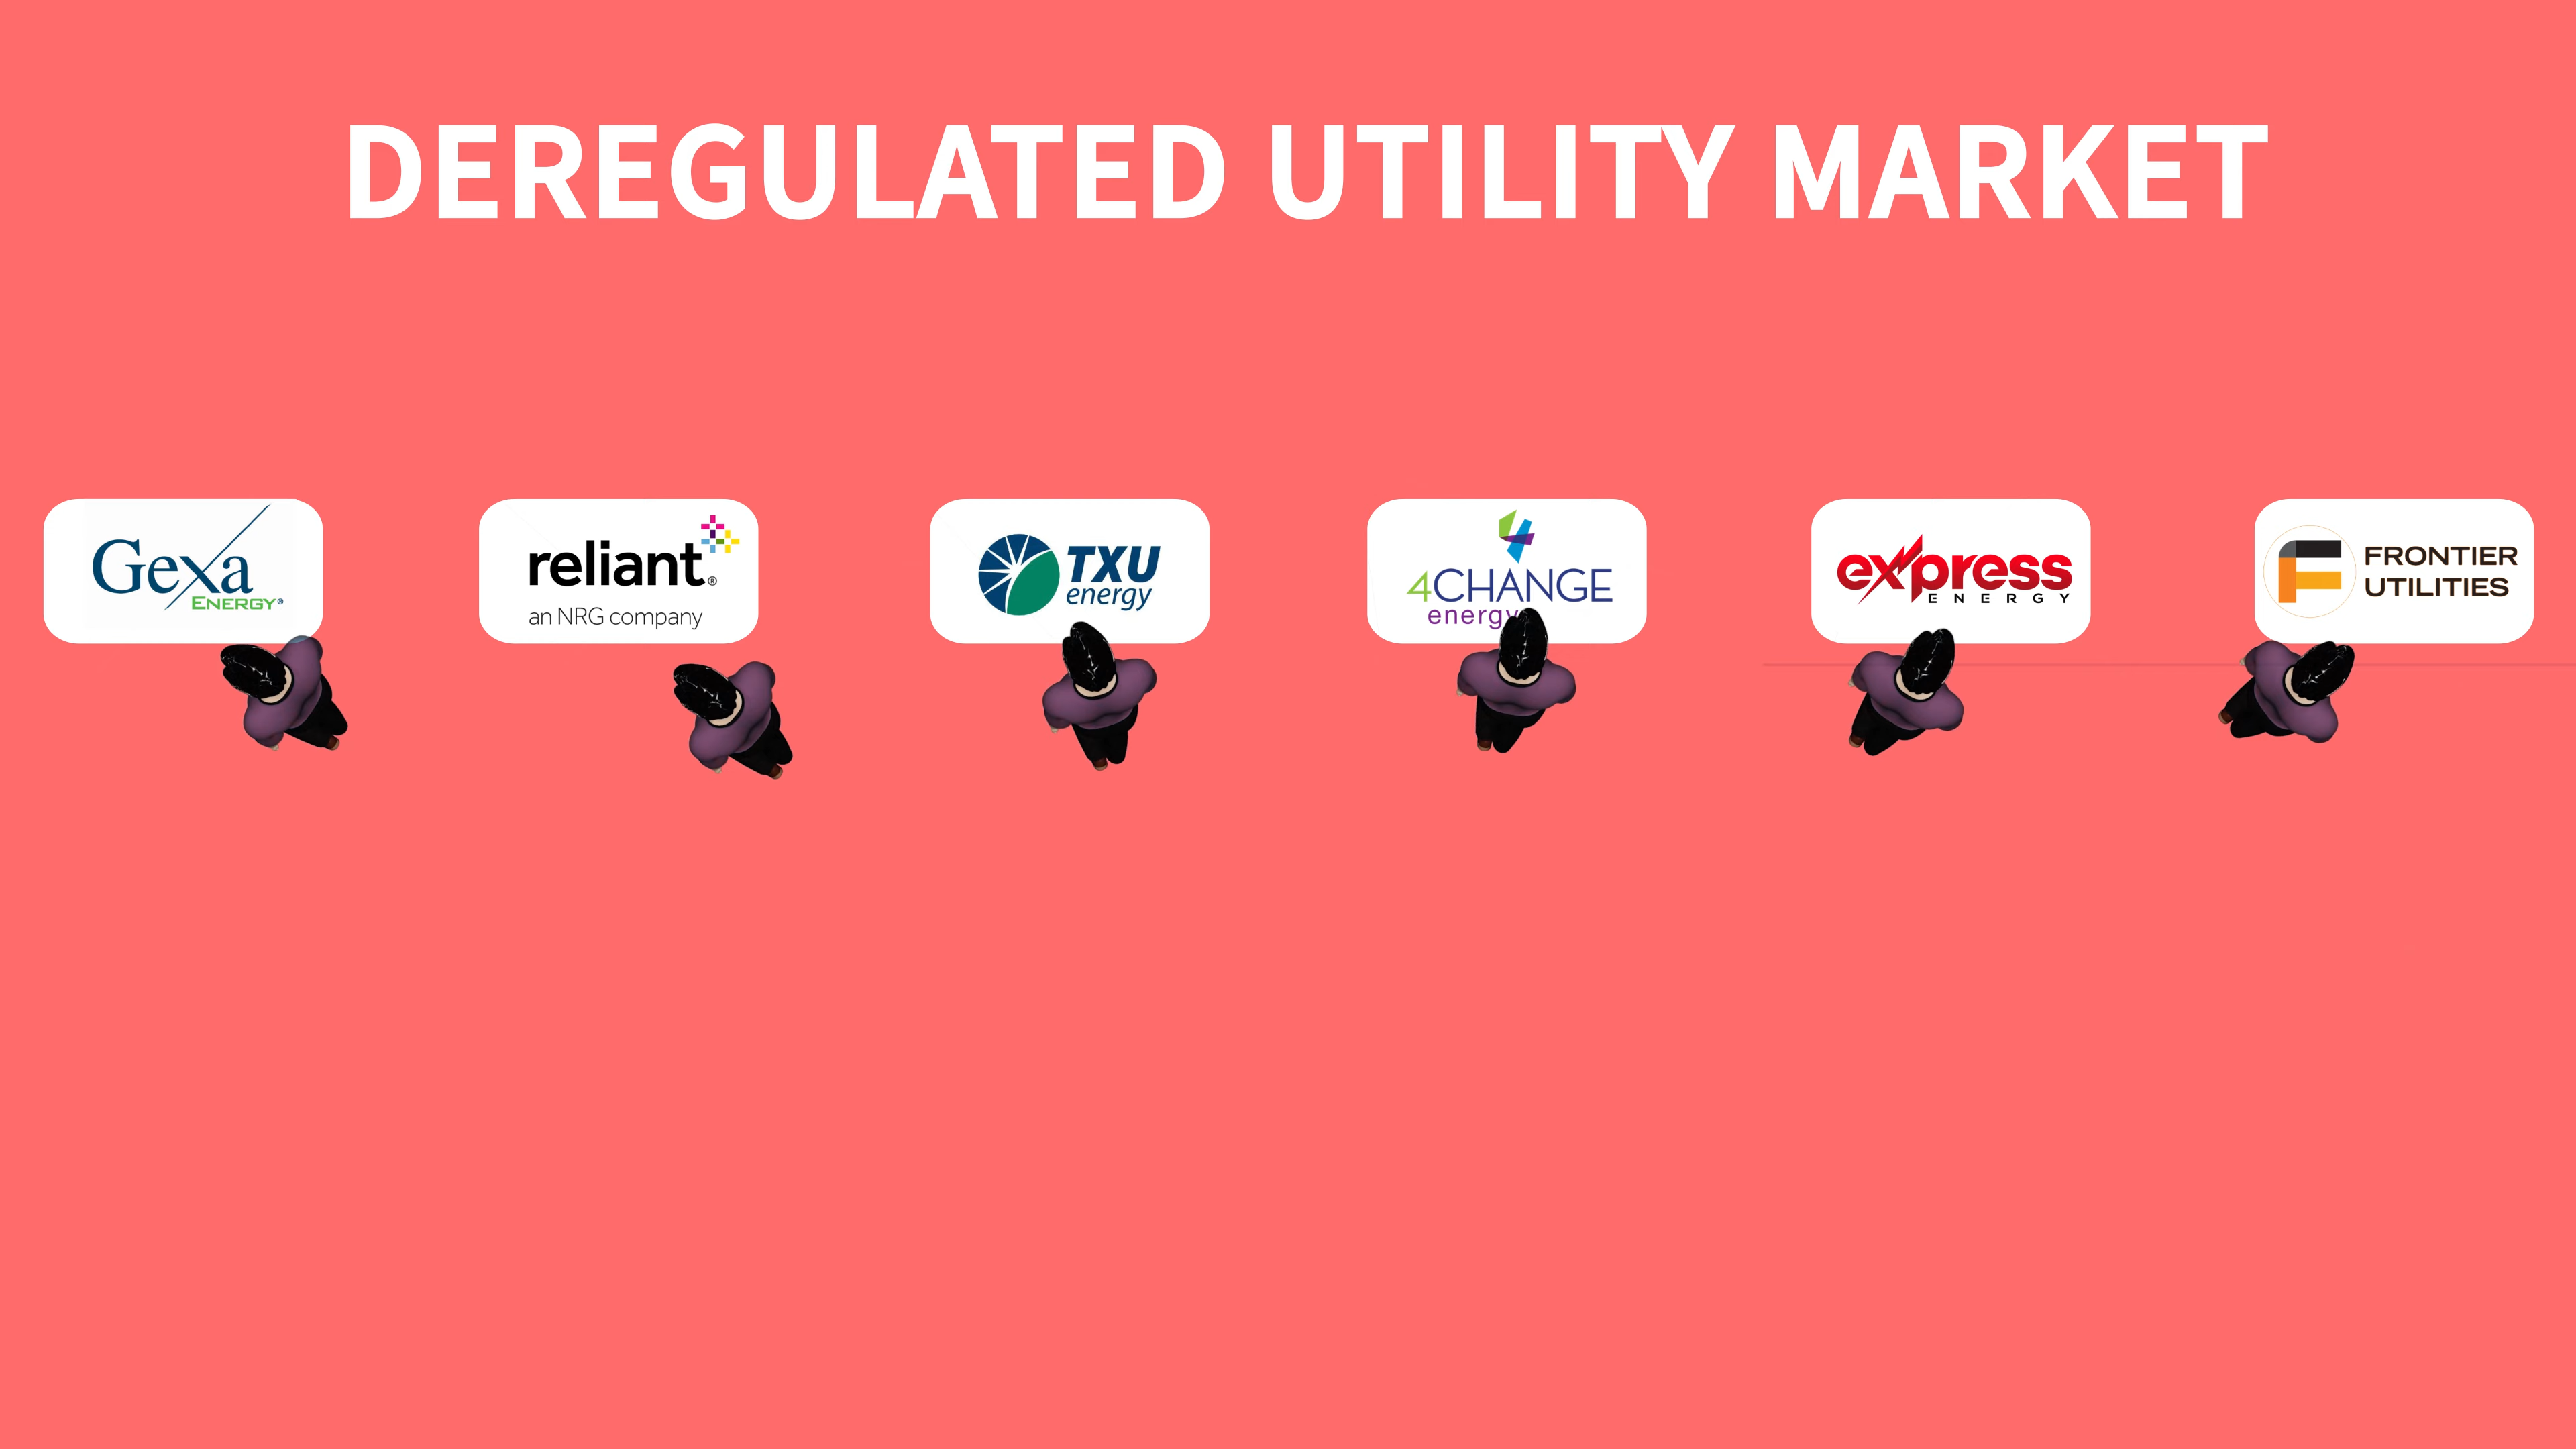 DEREGULATED UTILITY MARKET
Gexa
ENERGY®
reliant®
an NRG company
TXU
energy
4CHANGE
energy
express
ENERGY
FRONTIER
UTILITIES